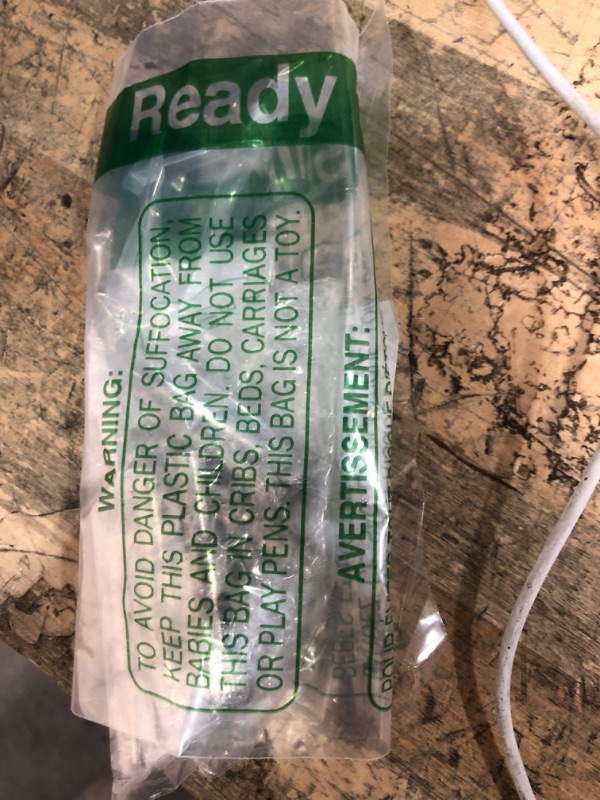 Ready
WARNING:
TO AVOID DANGER OF SUFFOCATION,
KEEP THIS PLASTIC BAG AWAY FROM
BABIES AND CHILDREN. DO NOT USE
THIS BAG IN CRIBS, BEDS, CARRIAGES
OR PLAY PENS. THIS BAG IS NOT A TOY.
AVERTISSEMENT:
POUR